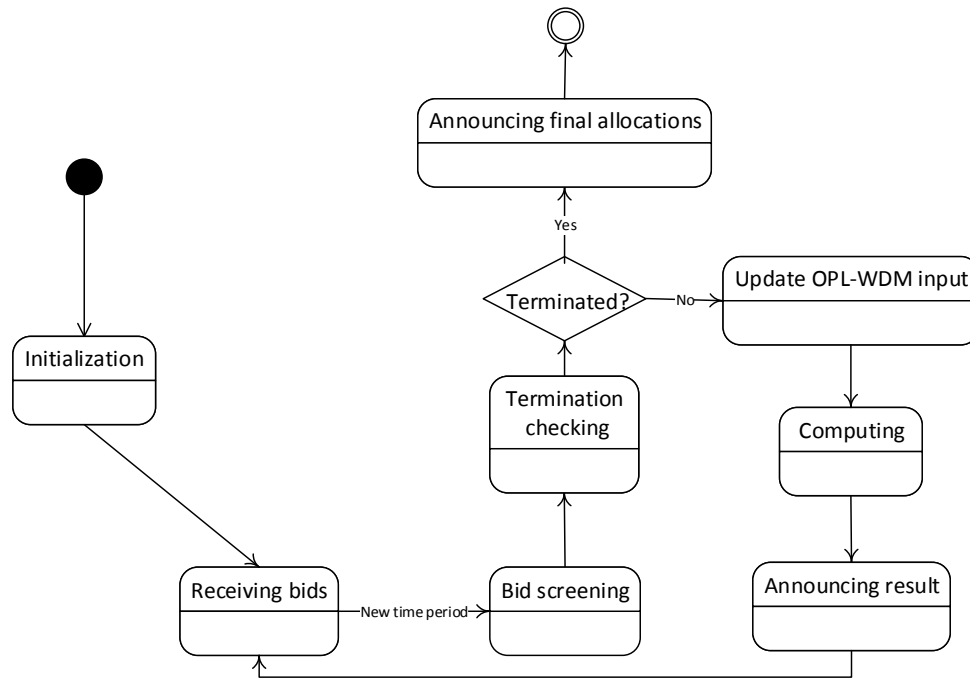 Announcing final allocations
Yes
Update OPL-WDM input
Terminated?
No
Initialization
Termination
checking
Computing
Receiving bids
New time period
Bid screening
Announcing result